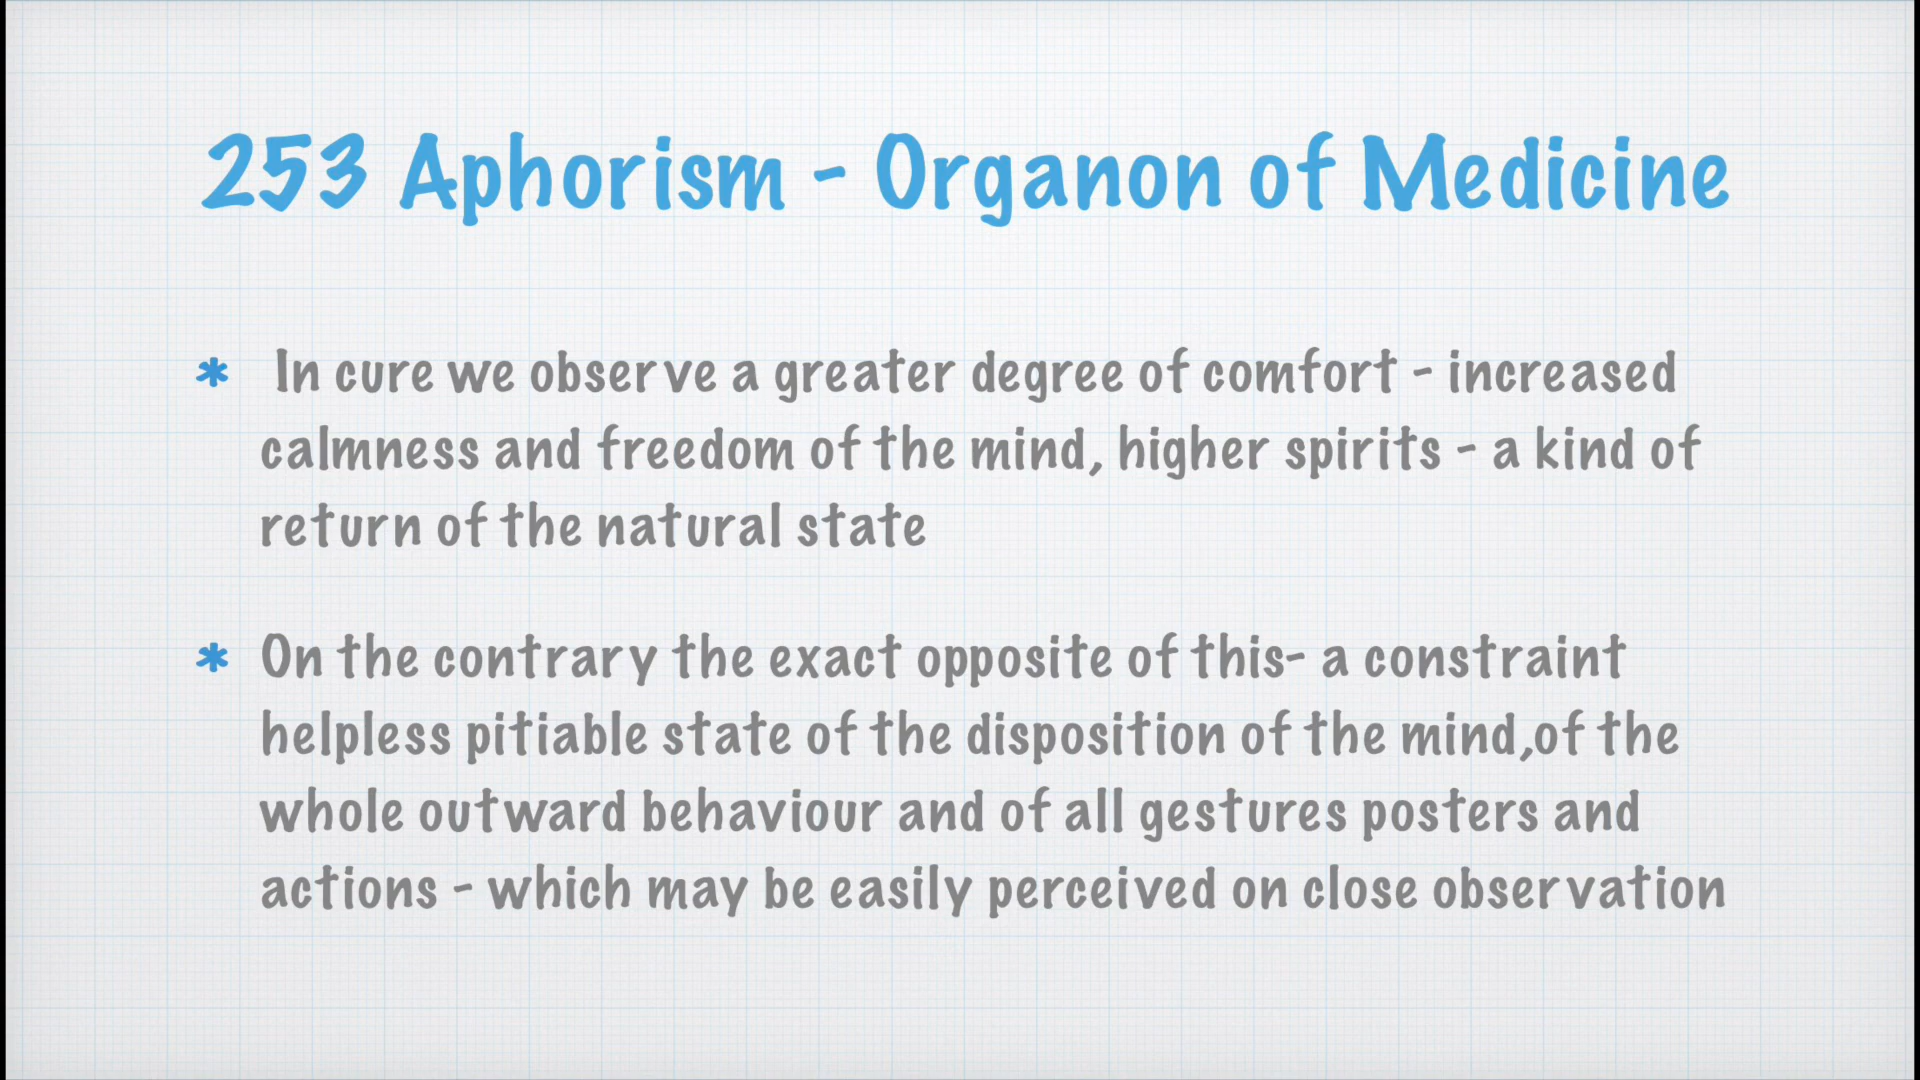 253 Aphorism - Organon of Medicine
* In cure we observe a greater degree of comfort - increased
calmness and freedom of the mind, higher spirits - a kind of
return of the natural state
* On the contrary the exact opposite of this- a constraint
helpless pitiable state of the disposition of the mind,of the
whole outward behaviour and of all gestures posters and
actions - which may be easily perceived on close observation